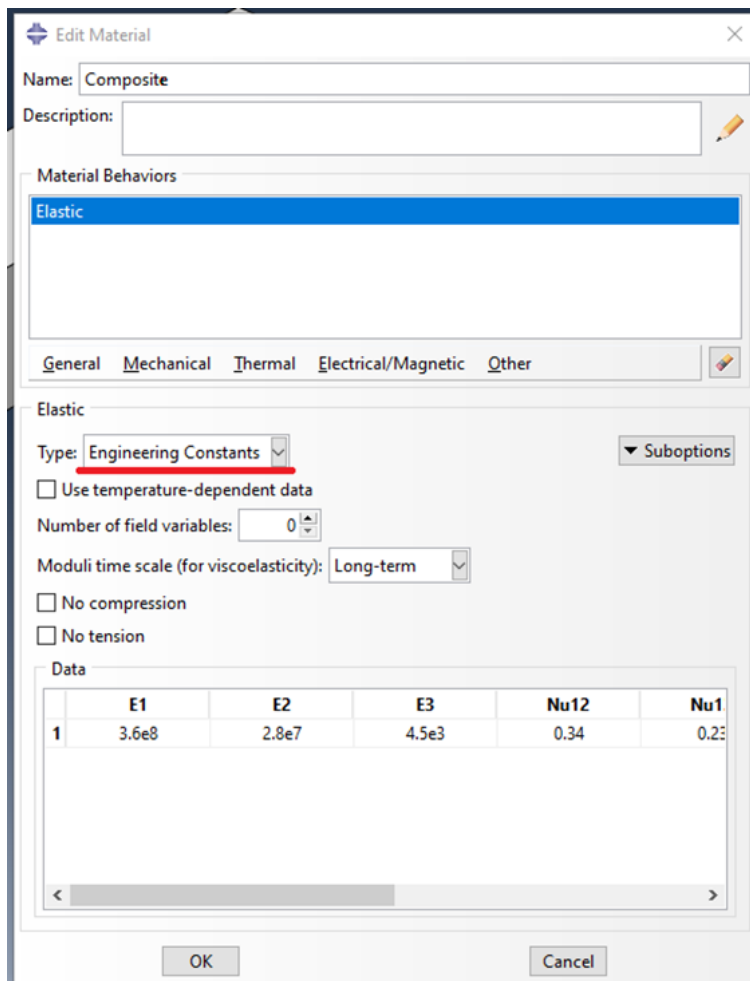 Edit Material
Name: Composite
Description:
Material Behaviors
Elastic
General Mechanical Thermal Electrical/Magnetic Other
Elastic
Type: Engineering Constants Suboptions
Use temperature-dependent data
Number of field variables: 0
Moduli time scale (for viscoelasticity): Long-term
No compression
No tension
Data
E1 E2 E3 Nu12
1 3.6e8 2.8e7 4.5e3 0.34
OK Cancel